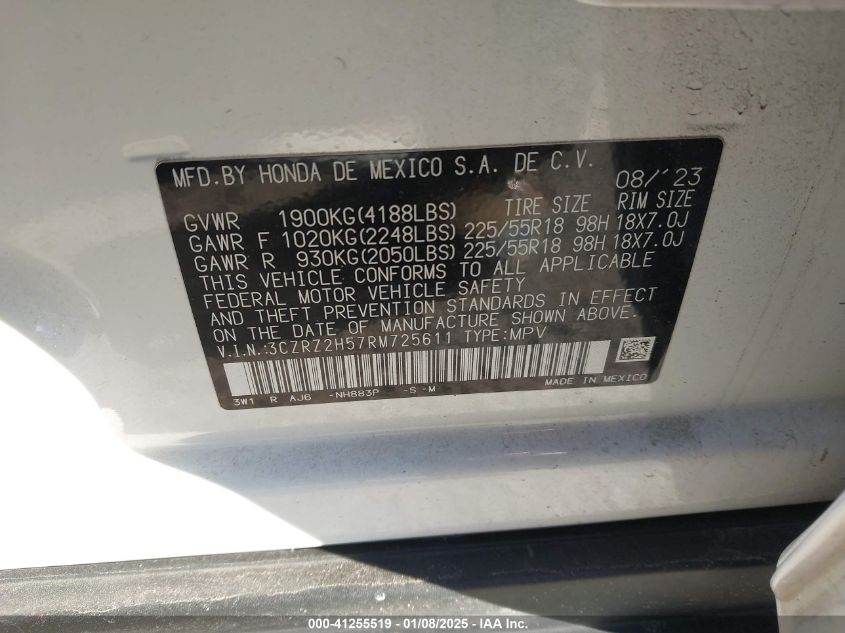 MFD.BY HONDA DE MEXICO S.A. DE C.V. 08/'23
GVWR 1900KG(4188LBS) TIRE SIZE RIM SIZE
GAWR F 1020KG(2248LBS) 225/55R18 98H 18X7.0J
GAWR R 930KG(2050LBS) 225/55R18 98H 18X7.0J
THIS VEHICLE CONFORMS TO ALL APPLICABLE
FEDERAL MOTOR VEHICLE SAFETY
AND THEFT PREVENTION STANDARDS IN EFFECT
ON THE DATE OF MANUFACTURE SHOWN ABOVE.
V.I.N.:3CZRZ2H57RM725611 TYPE:MPV
3W1 R AJ6 -NH883P -S-M MADE IN MEXICO
000-41255519 - 01/08/2025 - IAA Inc.